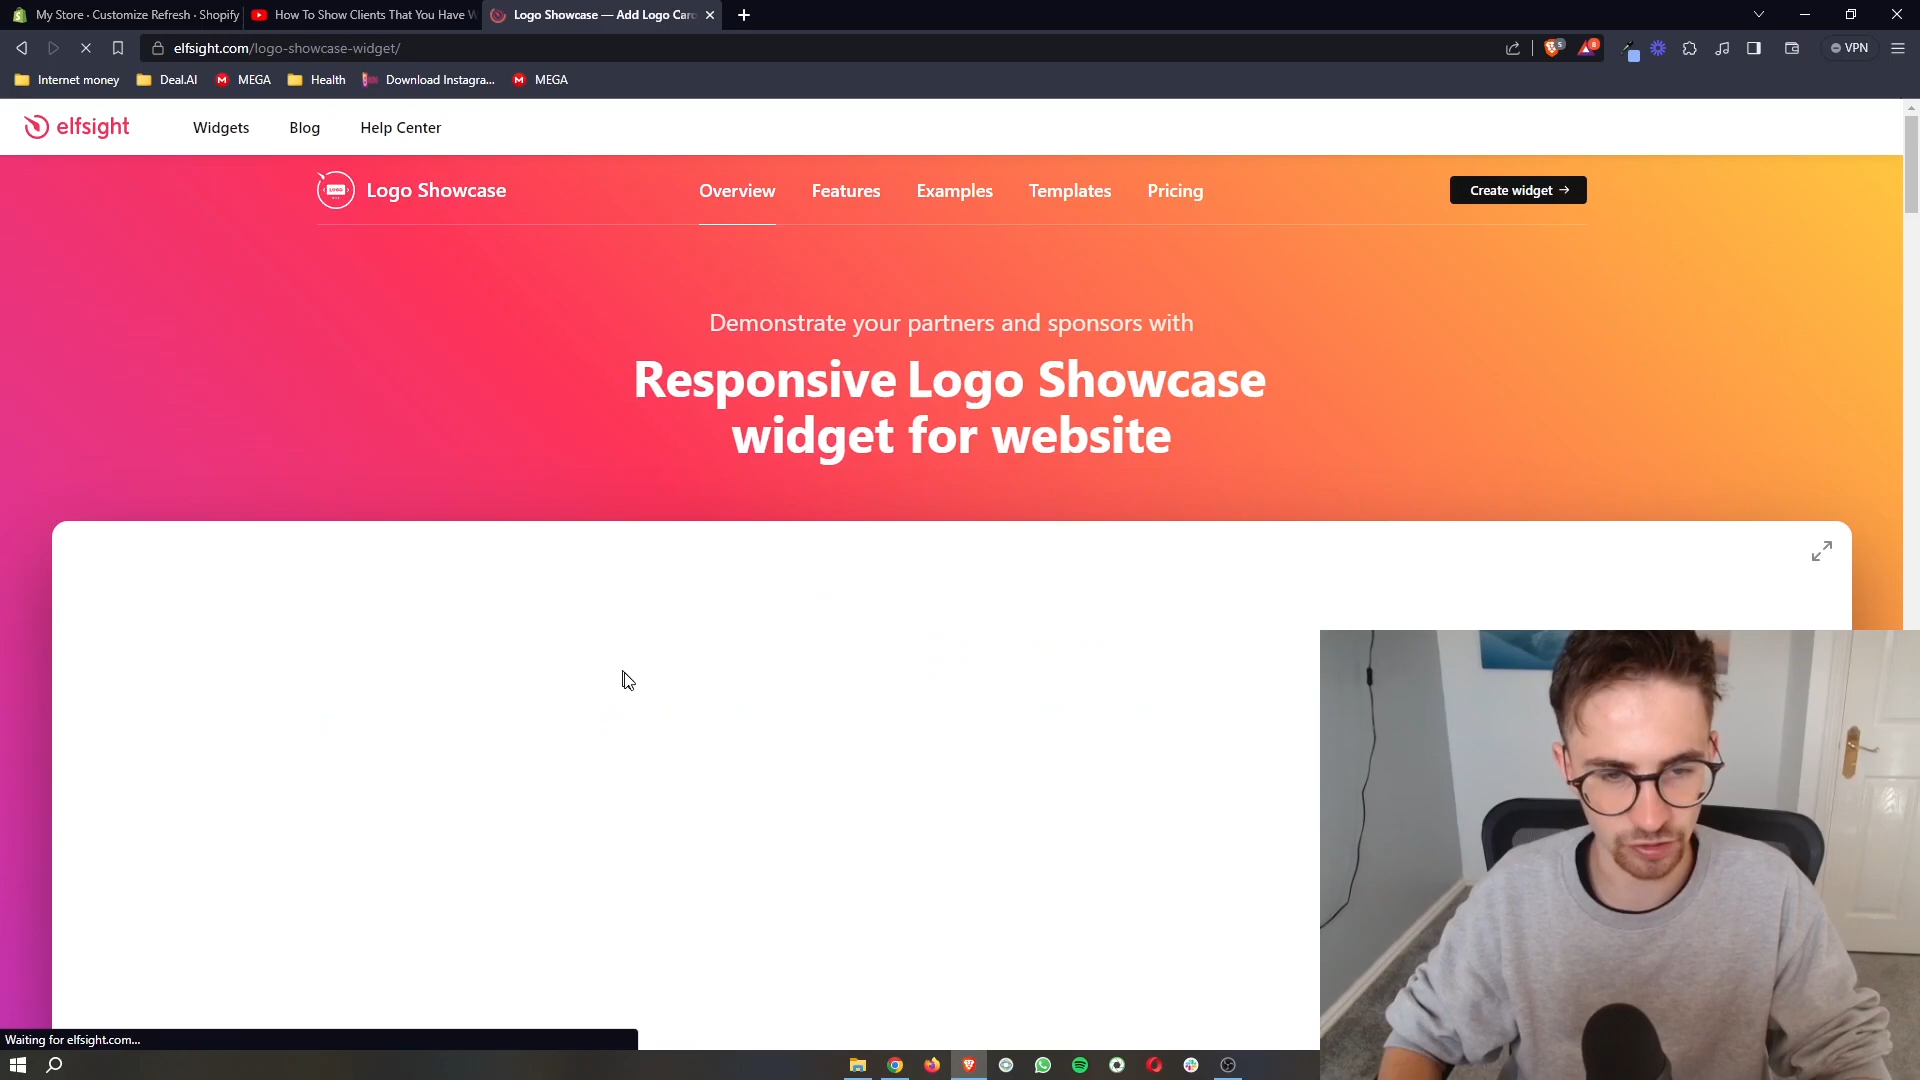 My Store · Customize Refresh · Shopify
How To Show Clients That You Have W
Logo Showcase — Add Logo Caro
elfsight.com/logo-showcase-widget/
VPN
Internet money
Deal.AI
MEGA
Health
Download Instagra...
MEGA
elfsight
Widgets
Blog
Help Center
LOGO
Logo Showcase
Overview
Features
Examples
Templates
Pricing
Create widget →
Demonstrate your partners and sponsors with
Responsive Logo Showcase
widget for website
Waiting for elfsight.com...